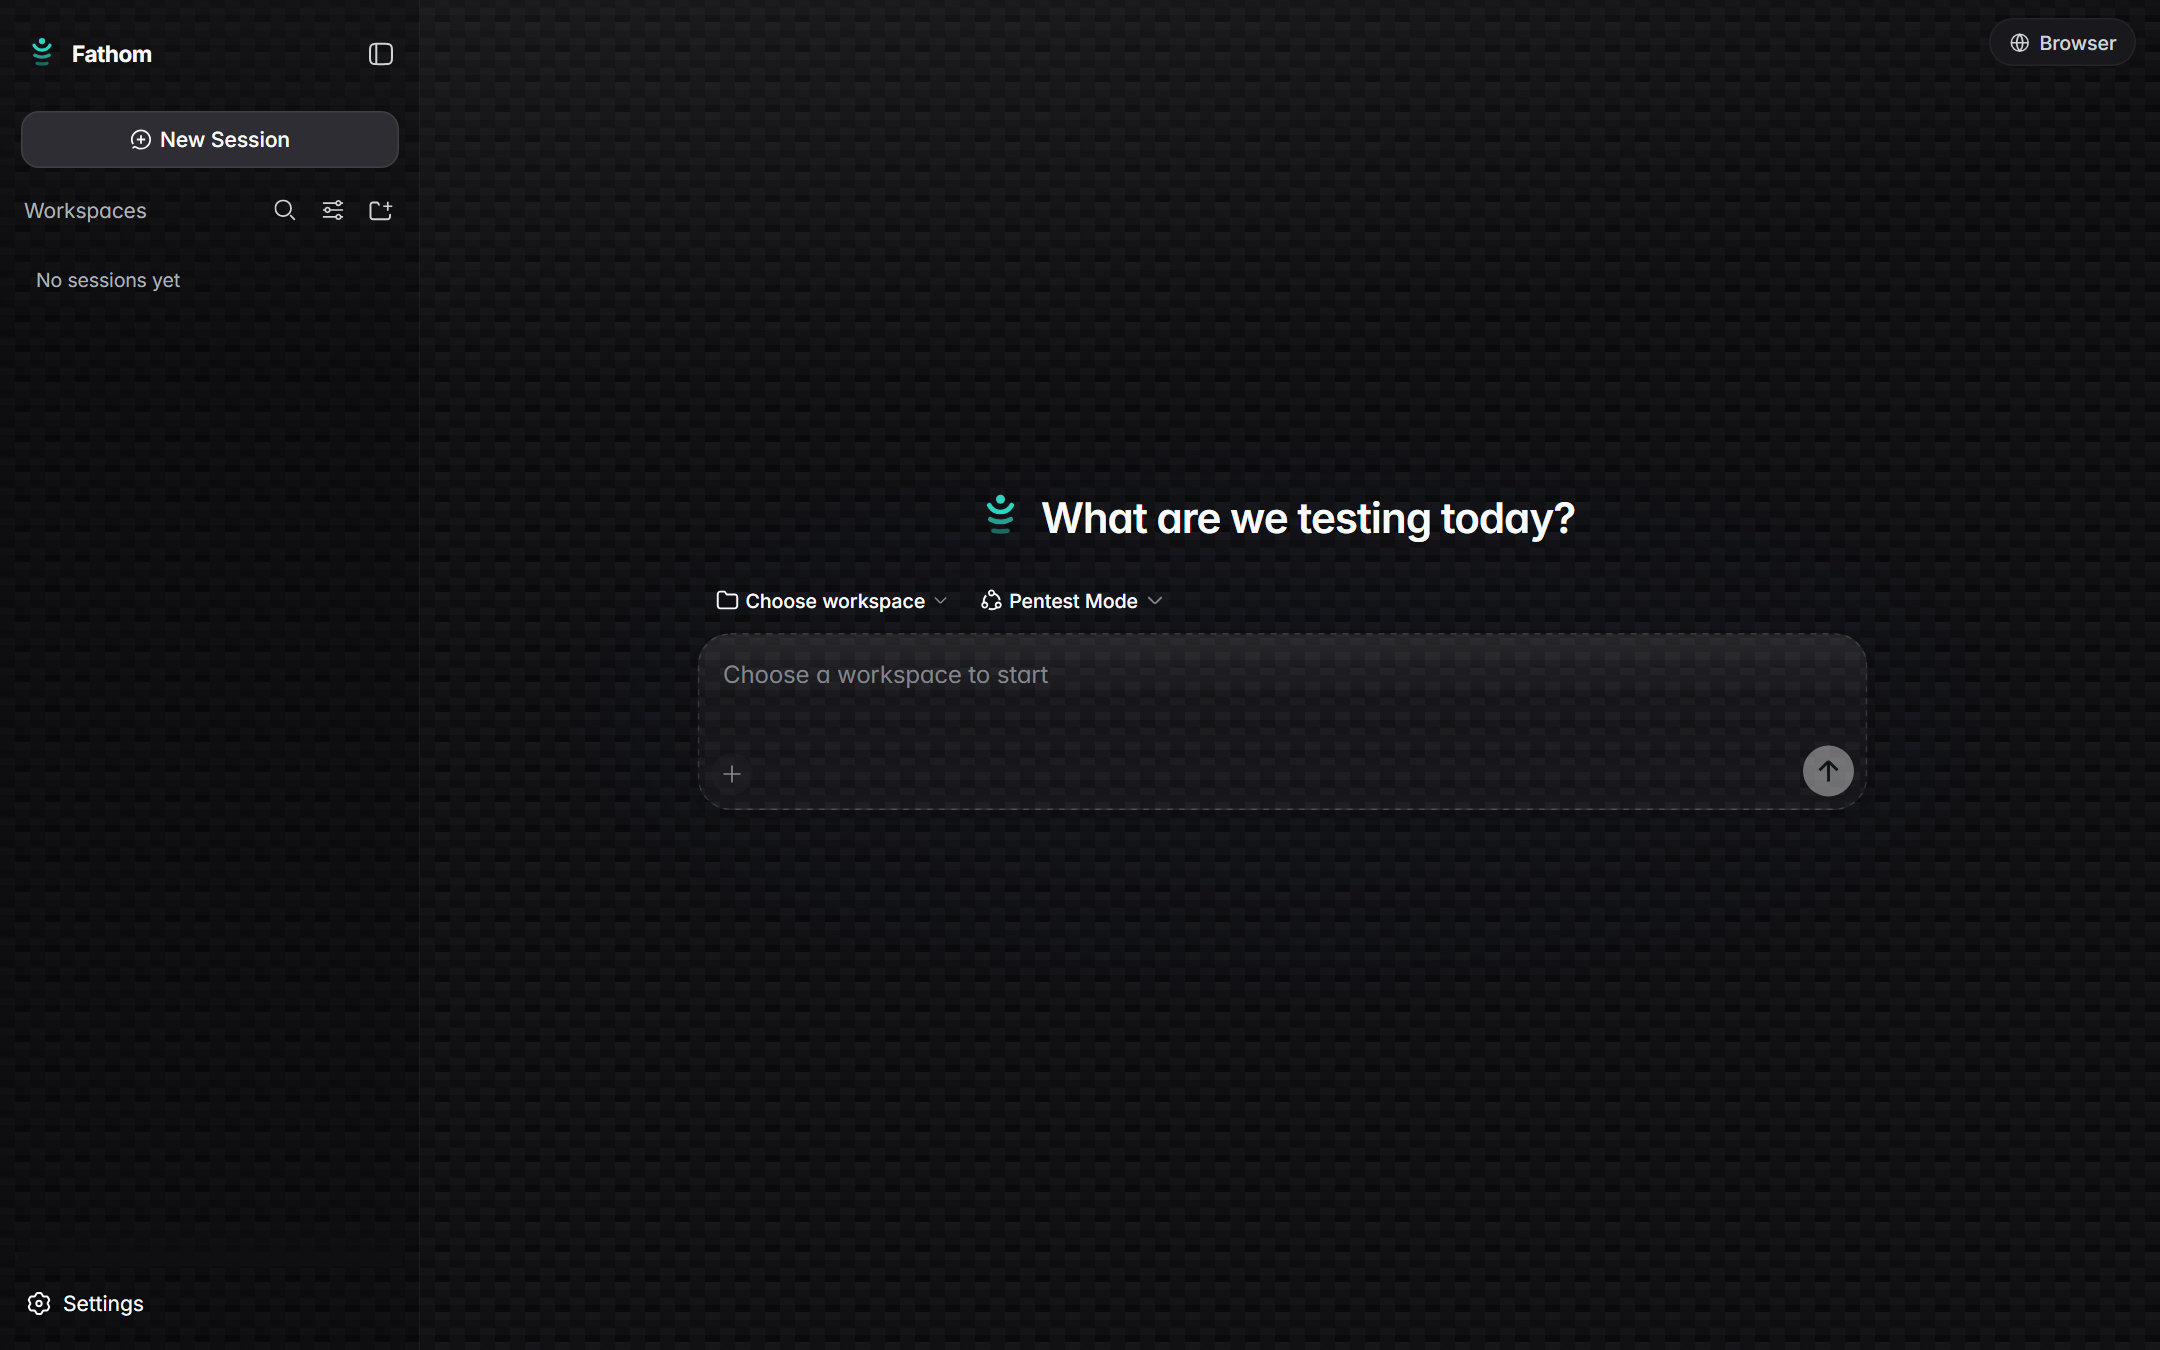 Fathom
Browser
New Session
Workspaces
No sessions yet
What are we testing today?
Choose workspace
Pentest Mode
Choose a workspace to start
Settings